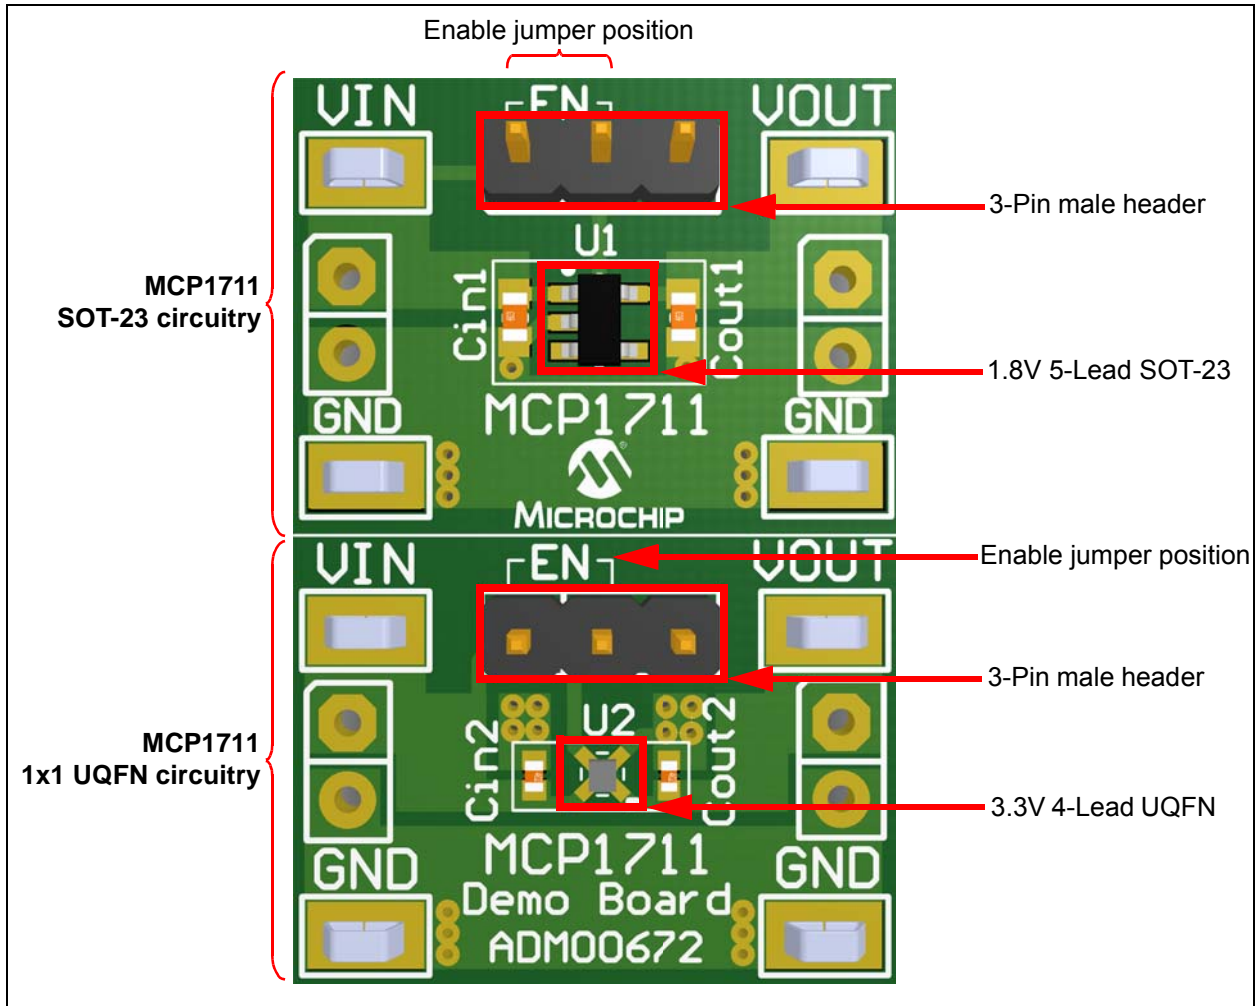 Enable jumper position
VIN
EN
VOUT
3-Pin male header
U1
MCP1711
SOT-23 circuitry
Cin1
Cout1
1.8V 5-Lead SOT-23
GND
MCP1711
GND
MICROCHIP
VIN
EN
VOUT
Enable jumper position
3-Pin male header
U2
MCP1711
1x1 UQFN circuitry
Cin2
Cout2
3.3V 4-Lead UQFN
MCP1711
GND
GND
Demo Board
ADM00672